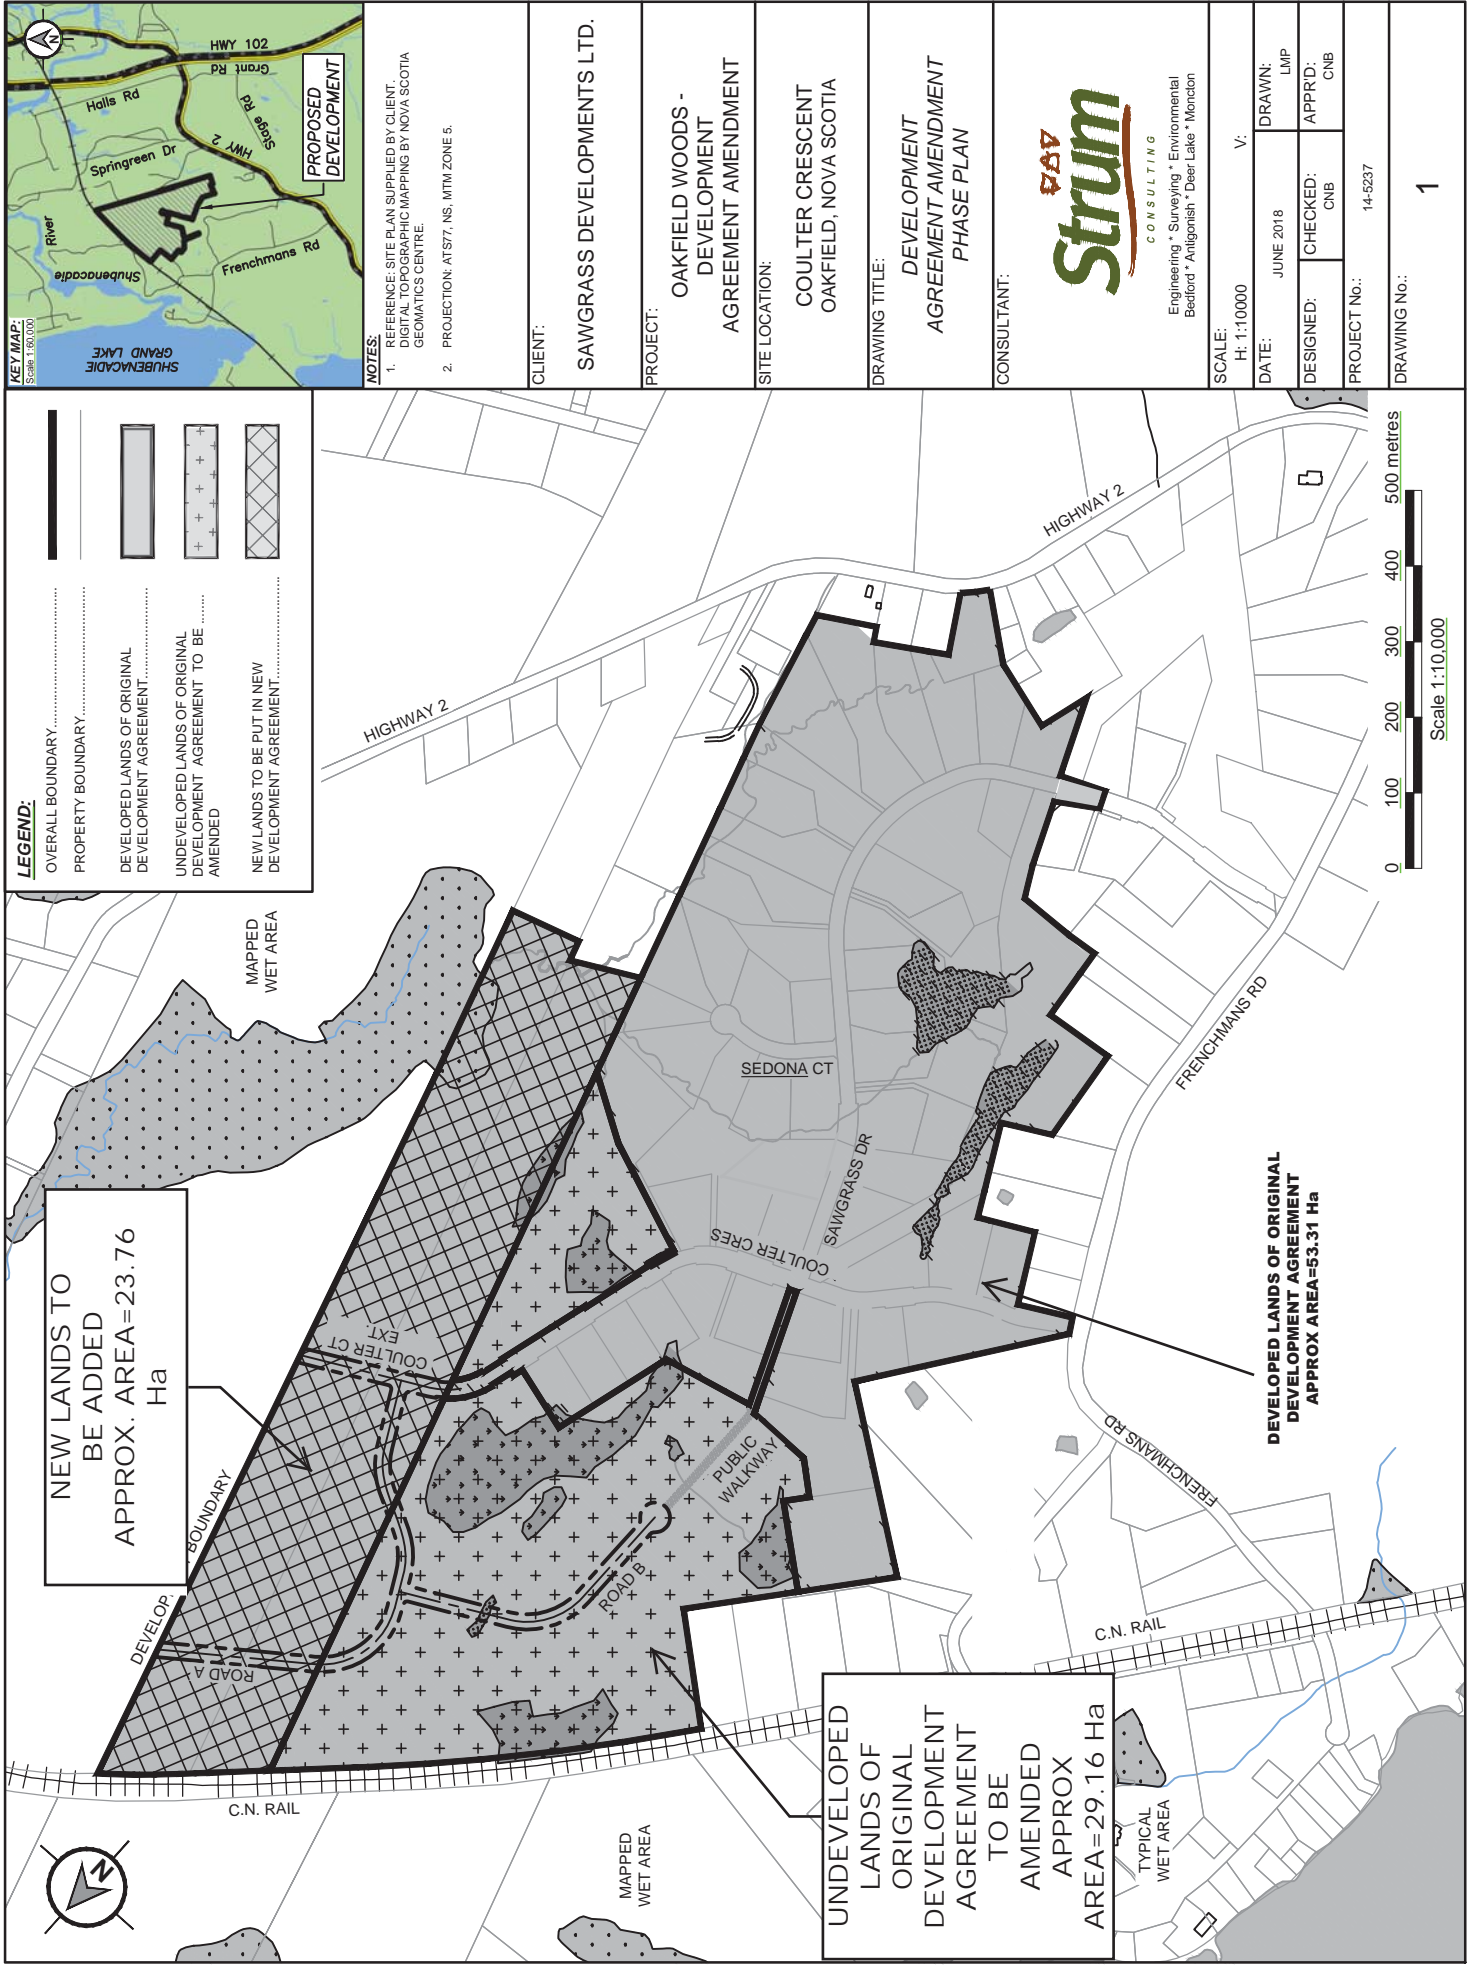 LEGEND:
OVERALL BOUNDARY
PROPERTY BOUNDARY
DEVELOPED LANDS OF ORIGINAL
DEVELOPMENT AGREEMENT
UNDEVELOPED LANDS OF ORIGINAL
DEVELOPMENT AGREEMENT TO BE
AMENDED
NEW LANDS TO BE PUT IN NEW
DEVELOPMENT AGREEMENT
KEY MAP:
Scale 1:60,000
SHUBENACADIE
GRAND LAKE
Shubenacadie
River
Halls Rd
Springreen Dr
Frenchmans Rd
HWY 2
Stage Rd
Grant Rd
HWY 102
N
PROPOSED
DEVELOPMENT
NOTES:
1. REFERENCE: SITE PLAN SUPPLIED BY CLIENT.
DIGITAL TOPOGRAPHIC MAPPING BY NOVA SCOTIA
GEOMATICS CENTRE.
2. PROJECTION: ATS77, NS, MTM ZONE 5.
CLIENT:
SAWGRASS DEVELOPMENTS LTD.
PROJECT:
OAKFIELD WOODS -
DEVELOPMENT
AGREEMENT AMENDMENT
SITE LOCATION:
COULTER CRESCENT
OAKFIELD, NOVA SCOTIA
DRAWING TITLE:
DEVELOPMENT
AGREEMENT AMENDMENT
PHASE PLAN
CONSULTANT:
Strum
CONSULTING
Engineering * Surveying * Environmental
Bedford * Antigonish * Deer Lake * Moncton
SCALE:
H: 1:10000 V:
DATE:
JUNE 2018
DRAWN:
LMP
DESIGNED:
CHECKED:
CNB
APPR'D:
CNB
PROJECT No.:
14-5237
DRAWING No.:
1
N
C.N. RAIL
NEW LANDS TO
BE ADDED
APPROX. AREA=23.76
Ha
DEVELOP
BOUNDARY
ROAD A
COULTER CT
EXT.
MAPPED
WET AREA
HIGHWAY 2
HIGHWAY 2
ROAD B
PUBLIC
WALKWAY
COULTER CRES
SAWGRASS DR
SEDONA CT
MAPPED
WET AREA
UNDEVELOPED
LANDS OF
ORIGINAL
DEVELOPMENT
AGREEMENT
TO BE
AMENDED
APPROX
AREA=29.16 Ha
TYPICAL
WET AREA
C.N. RAIL
FRENCHMANS RD
FRENCHMANS RD
DEVELOPED LANDS OF ORIGINAL
DEVELOPMENT AGREEMENT
APPROX AREA=53.31 Ha
0 100 200 300 400 500 metres
Scale 1:10,000